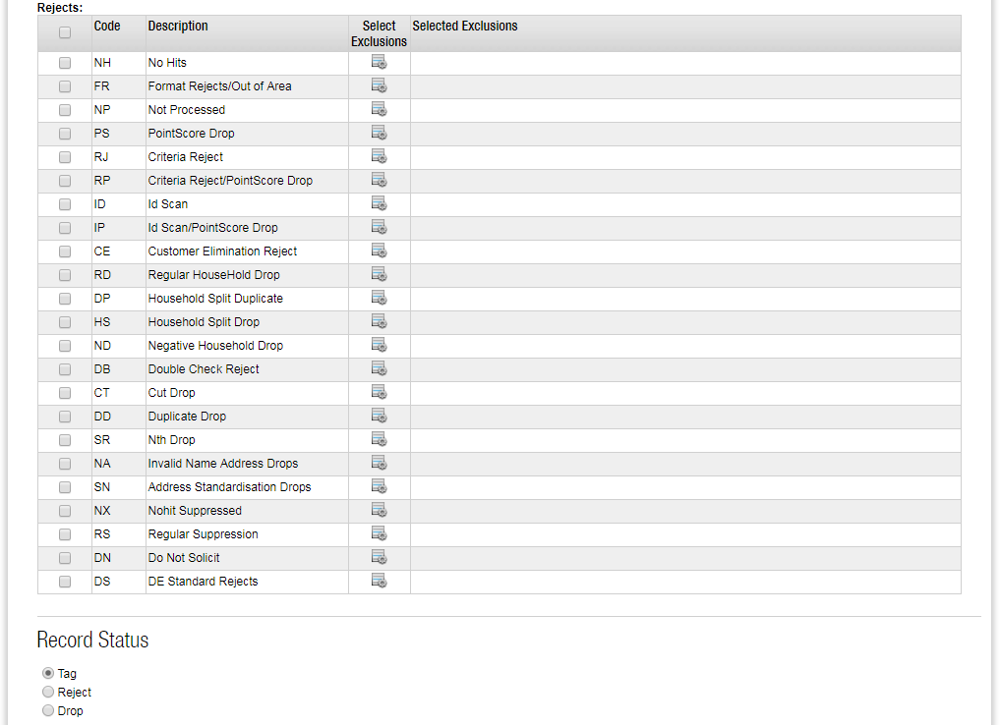 Rejects:
Code Description Select Exclusions Selected Exclusions
NH No Hits
FR Format Rejects/Out of Area
NP Not Processed
PS PointScore Drop
RJ Criteria Reject
RP Criteria Reject/PointScore Drop
ID Id Scan
IP Id Scan/PointScore Drop
CE Customer Elimination Reject
RD Regular HouseHold Drop
DP Household Split Duplicate
HS Household Split Drop
ND Negative Household Drop
DB Double Check Reject
CT Cut Drop
DD Duplicate Drop
SR Nth Drop
NA Invalid Name Address Drops
SN Address Standardisation Drops
NX Nohit Suppressed
RS Regular Suppression
DN Do Not Solicit
DS DE Standard Rejects
Record Status
Tag
Reject
Drop